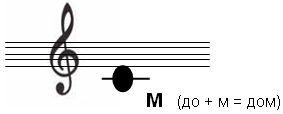 М (до + м = дом)